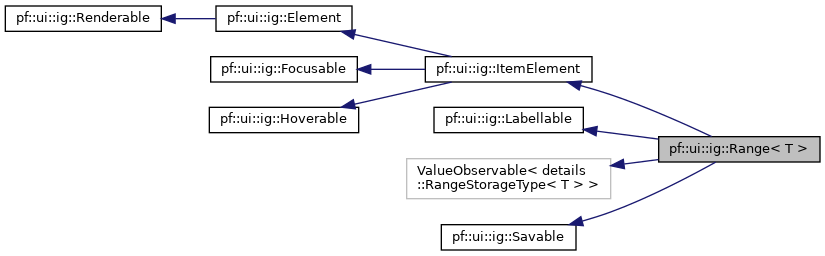 pf::ui::ig::Renderable
pf::ui::ig::Element
pf::ui::ig::Focusable
pf::ui::ig::ItemElement
pf::ui::ig::Hoverable
pf::ui::ig::Labellable
pf::ui::ig::Range< T >
ValueObservable< details
::RangeStorageType< T > >
pf::ui::ig::Savable